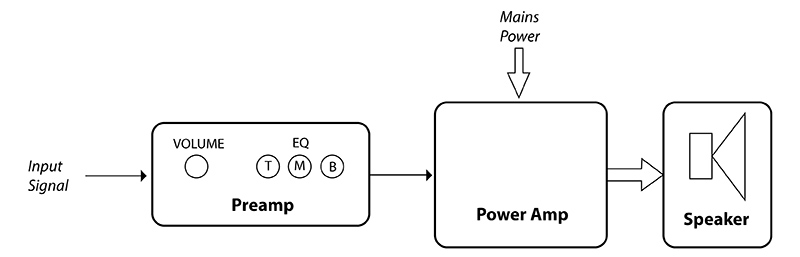 Mains
Power
VOLUME
EQ
Input
Signal
T
M
B
Preamp
Power Amp
Speaker